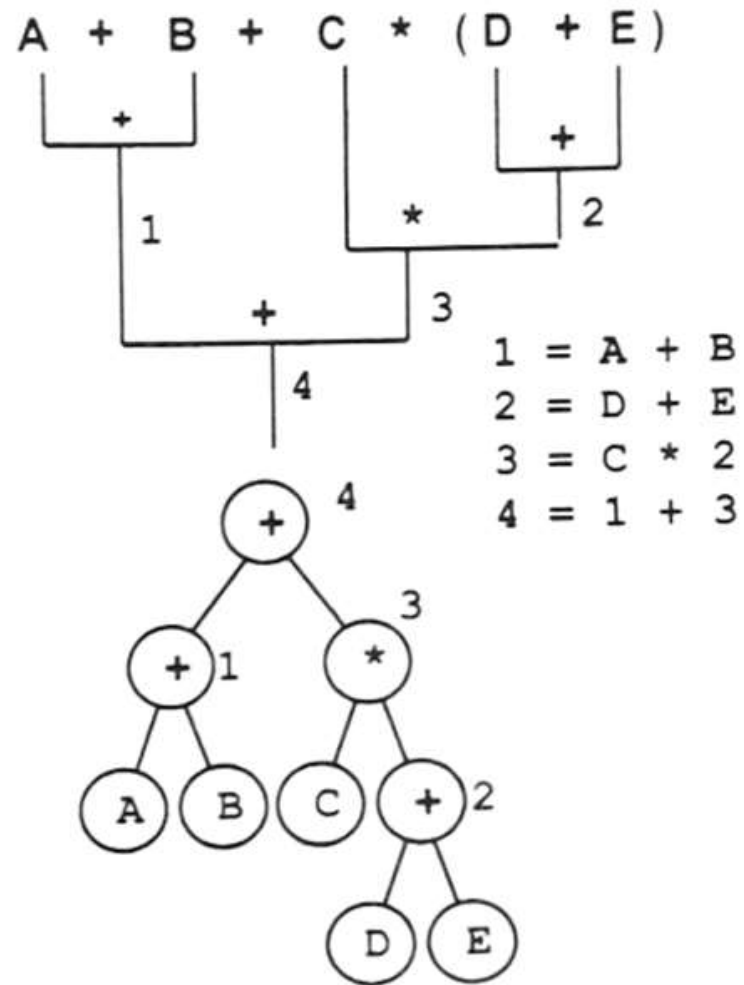 A + B + C * (D + E)
+ +
1 * 2
+ 3
4
1 = A + B
2 = D + E
3 = C * 2
4 = 1 + 3
+ 4
3
+ 1 *
A B C + 2
D E